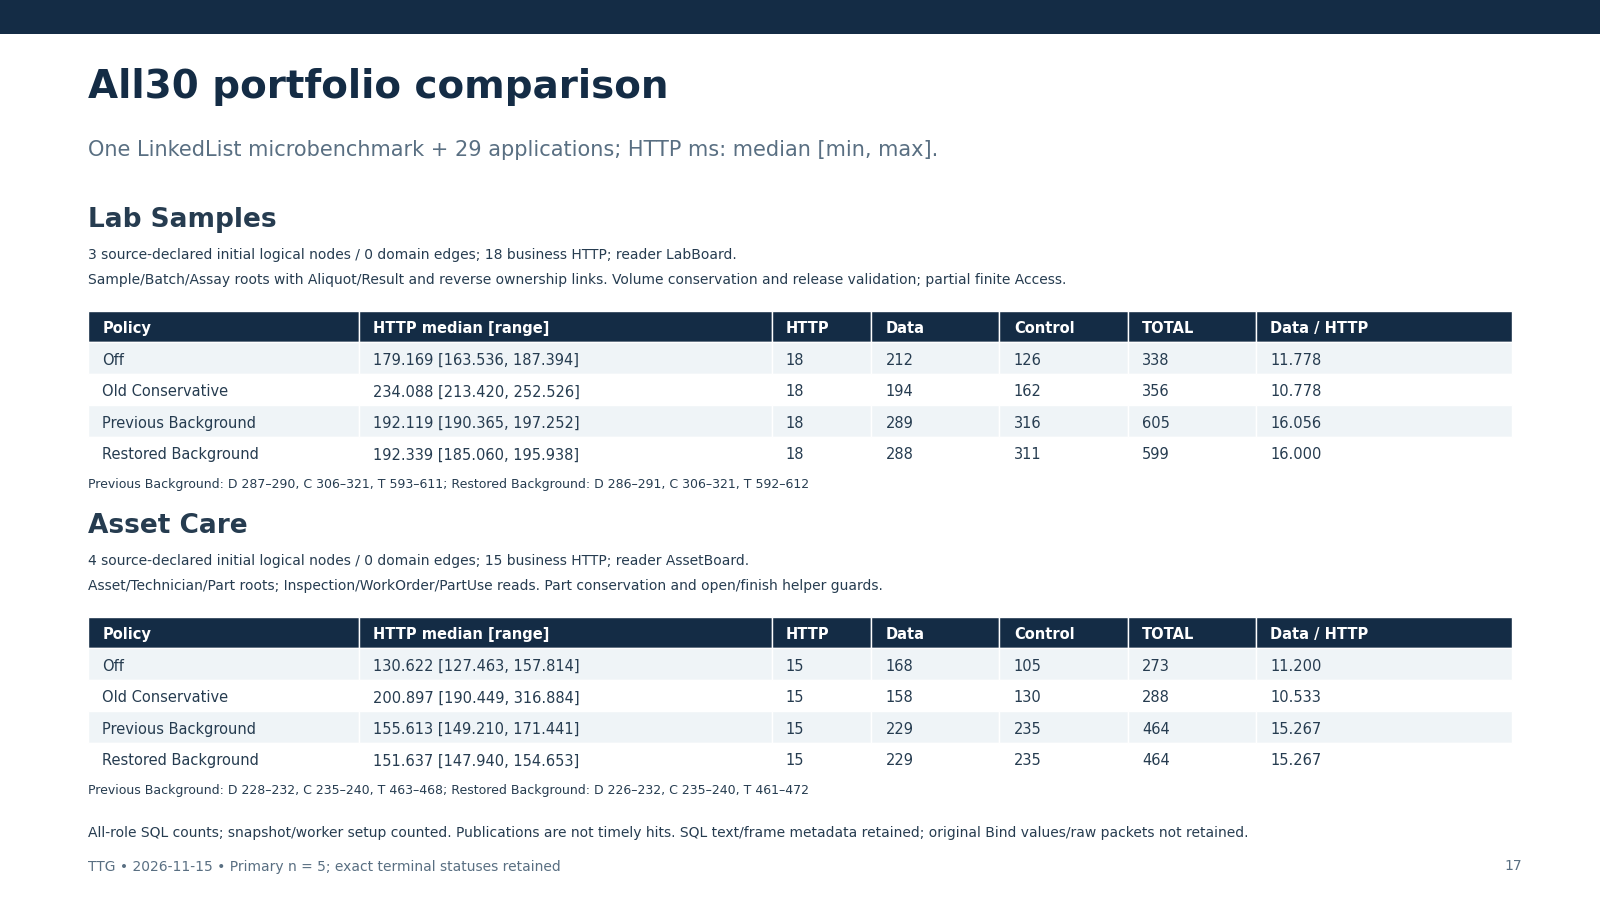 All30 portfolio comparison
One LinkedList microbenchmark + 29 applications; HTTP ms: median [min, max].
Lab Samples
3 source-declared initial logical nodes / 0 domain edges; 18 business HTTP; reader LabBoard.
Sample/Batch/Assay roots with Aliquot/Result and reverse ownership links. Volume conservation and release validation; partial finite Access.
Policy HTTP median [range] HTTP Data Control TOTAL Data / HTTP
Off 179.169 [163.536, 187.394] 18 212 126 338 11.778
Old Conservative 234.088 [213.420, 252.526] 18 194 162 356 10.778
Previous Background 192.119 [190.365, 197.252] 18 289 316 605 16.056
Restored Background 192.339 [185.060, 195.938] 18 288 311 599 16.000
Previous Background: D 287–290, C 306–321, T 593–611; Restored Background: D 286–291, C 306–321, T 592–612
Asset Care
4 source-declared initial logical nodes / 0 domain edges; 15 business HTTP; reader AssetBoard.
Asset/Technician/Part roots; Inspection/WorkOrder/PartUse reads. Part conservation and open/finish helper guards.
Policy HTTP median [range] HTTP Data Control TOTAL Data / HTTP
Off 130.622 [127.463, 157.814] 15 168 105 273 11.200
Old Conservative 200.897 [190.449, 316.884] 15 158 130 288 10.533
Previous Background 155.613 [149.210, 171.441] 15 229 235 464 15.267
Restored Background 151.637 [147.940, 154.653] 15 229 235 464 15.267
Previous Background: D 228–232, C 235–240, T 463–468; Restored Background: D 226–232, C 235–240, T 461–472
All-role SQL counts; snapshot/worker setup counted. Publications are not timely hits. SQL text/frame metadata retained; original Bind values/raw packets not retained.
TTG • 2026-11-15 • Primary n = 5; exact terminal statuses retained
17